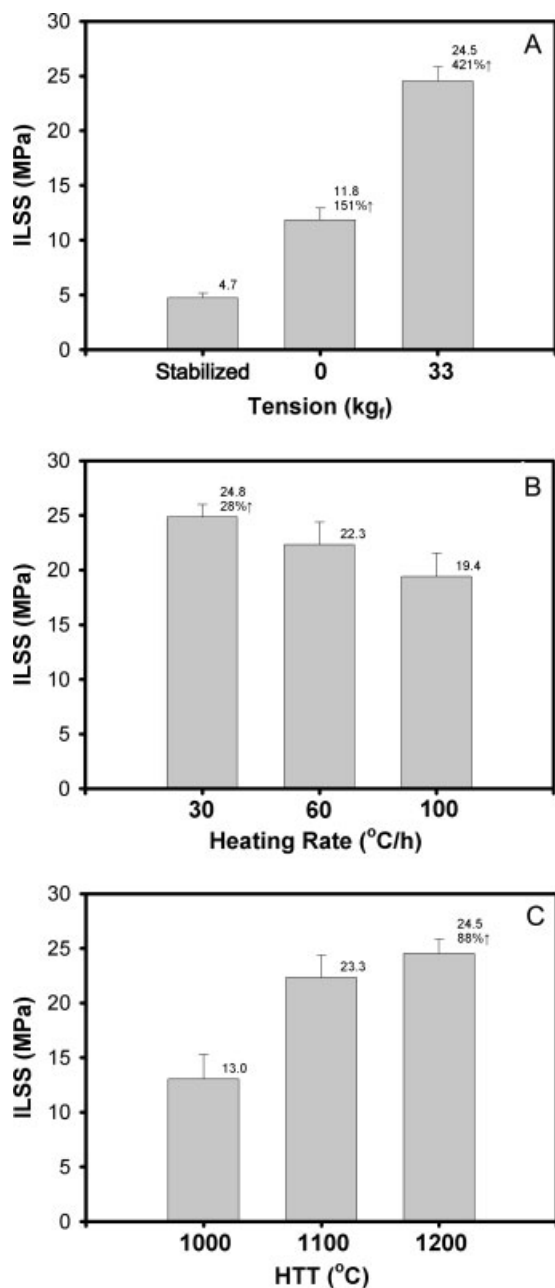 A
30
25
20
15
10
5
0
ILSS (MPa)
4.7
11.8
151%↑
24.5
421%↑
Stabilized 0 33
Tension (kgf)
B
30
25
20
15
10
5
0
ILSS (MPa)
24.8
28%↑
22.3
19.4
30 60 100
Heating Rate (°C/h)
C
30
25
20
15
10
5
0
ILSS (MPa)
13.0
23.3
24.5
88%↑
1000 1100 1200
HTT (°C)